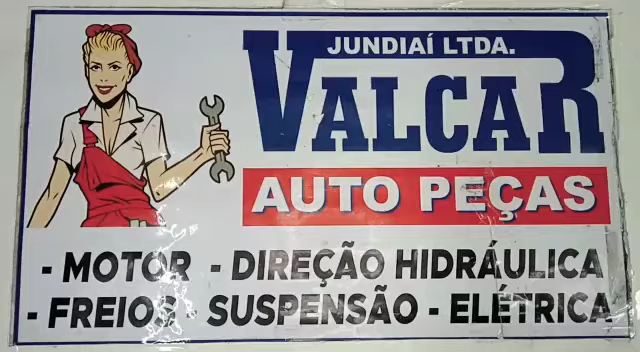 JUNDIAÍ LTDA.
VALCAR
AUTO PEÇAS
- MOTOR - DIREÇÃO HIDRÁULICA
- FREIOS - SUSPENSÃO - ELÉTRICA